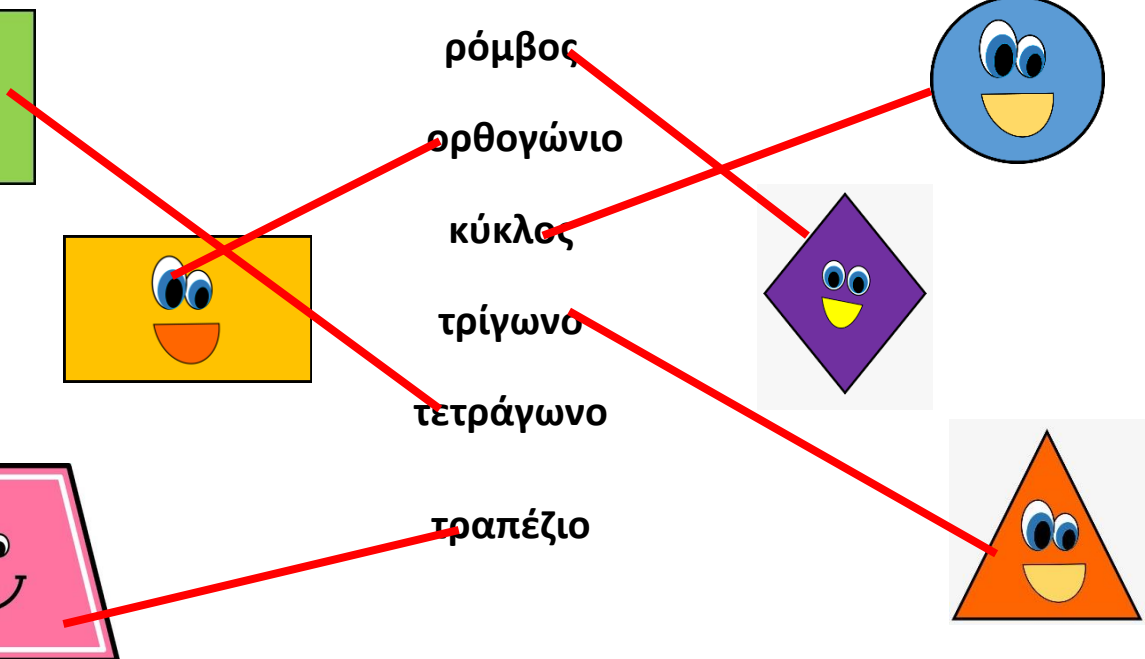 ρόμβος
ορθογώνιο
κύκλος
τρίγωνο
τετράγωνο
τραπέζιο